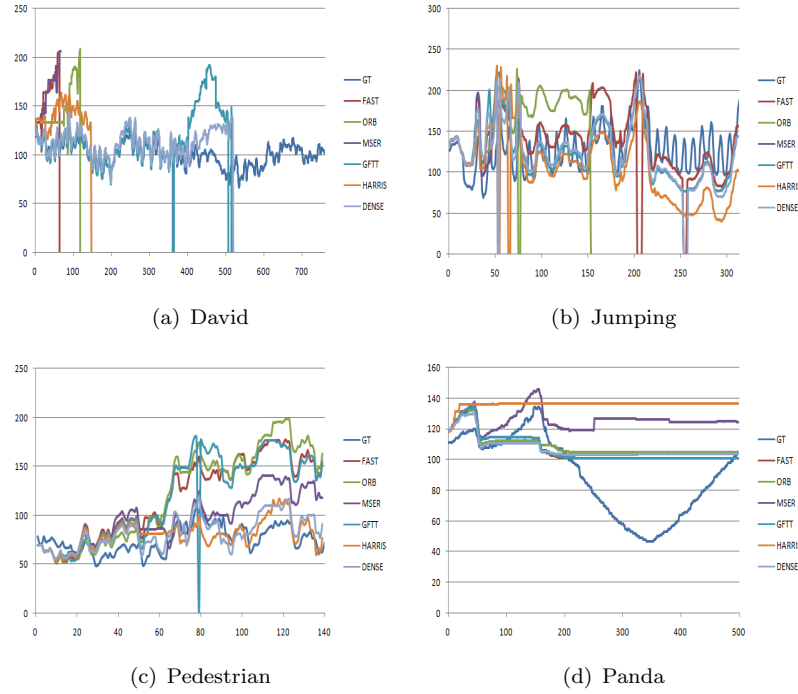 250
200
150
100
50
0
0 100 200 300 400 500 600 700
GT
FAST
ORB
MSER
GFTT
HARRIS
DENSE
(a) David
300
250
200
150
100
50
0
0 50 100 150 200 250 300
GT
FAST
ORB
MSER
GFTT
HARRIS
DENSE
(b) Jumping
250
200
150
100
50
0
0 20 40 60 80 100 120 140
GT
FAST
ORB
MSER
GFTT
HARRIS
DENSE
(c) Pedestrian
160
140
120
100
80
60
40
20
0
0 100 200 300 400 500
GT
FAST
ORB
MSER
GFTT
HARRIS
DENSE
(d) Panda